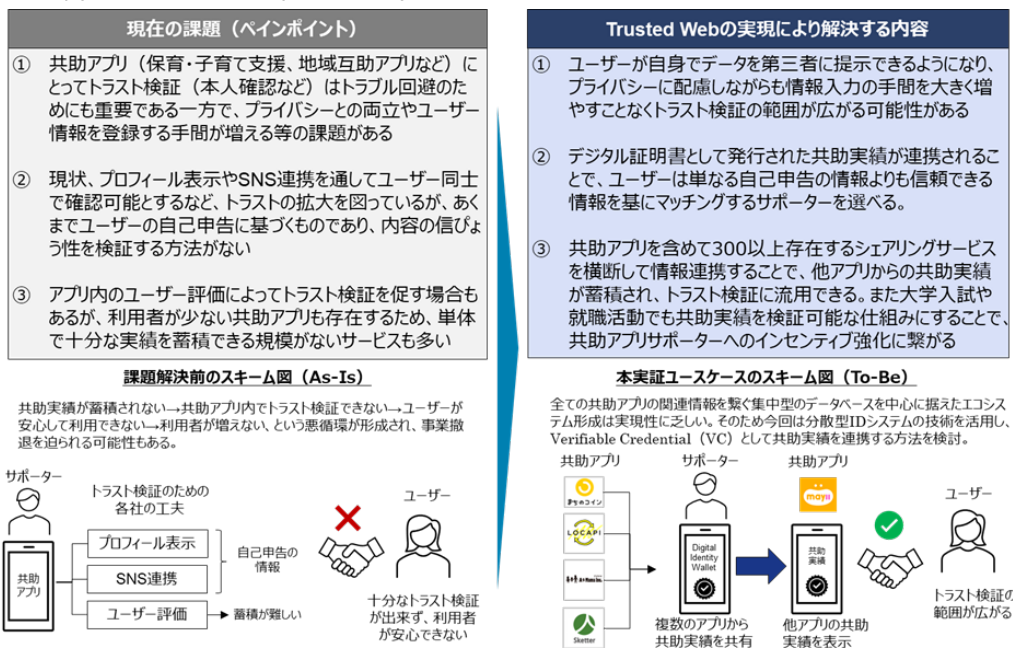 現在の課題（ペインポイント）
① 共助アプリ（保育・子育て支援、地域互助アプリなど）に
とってトラスト検証（本人確認など）はトラブル回避のた
めにも重要である一方で、プライバシーとの両立やユーザー
情報を登録する手間が増える等の課題がある
② 現状、プロフィール表示やSNS連携を通してユーザー同士
で確認可能とするなど、トラストの拡大を図っているが、あく
までユーザーの自己申告に基づくものであり、内容の信ぴょ
う性を検証する方法がない
③ アプリ内のユーザー評価によってトラスト検証を促す場合も
あるが、利用者が少ない共助アプリも存在するため、単体
で十分な実績を蓄積できる規模がないサービスも多い
課題解決前のスキーム図（As-Is）
共助実績が蓄積されない→共助アプリ内でトラスト検証できない→ユーザーが
安心して利用できない→利用者が増えない、という悪循環が形成され、事業撤
退を迫られる可能性もある。
サポーター
共助
アプリ
トラスト検証のための
各社の工夫
プロフィール表示
SNS連携
ユーザー評価
自己申告の
情報
蓄積が難しい
ユーザー
十分なトラスト検証
が出来ず、利用者
が安心できない
Trusted Webの実現により解決する内容
① ユーザーが自身でデータを第三者に提示できるようになり、
プライバシーに配慮しながらも情報入力の手間を大きく増
やすことなくトラスト検証の範囲が広がる可能性がある
② デジタル証明書として発行された共助実績が連携されるこ
とで、ユーザーは単なる自己申告の情報よりも信頼できる
情報を基にマッチングするサポーターを選べる。
③ 共助アプリを含めて300以上存在するシェアリングサービス
を横断して情報連携することで、他アプリからの共助実績
が蓄積され、トラスト検証に流用できる。また大学入試や
就職活動でも共助実績を検証可能な仕組みにすることで、
共助アプリサポーターへのインセンティブ強化に繋がる
本実証ユースケースのスキーム図（To-Be）
全ての共助アプリの関連情報を繋ぐ集中型のデータベースを中心に据えたエコシス
テム形成は実現性に乏しい。そのため今回は分散型IDシステムの技術を活用し、
Verifiable Credential（VC）として共助実績を連携する方法を検討。
共助アプリ
まちのコイン
LOCAPI
AsMama Inc.
Sketter
サポーター
Digital
Identity
Wallet
複数のアプリから
共助実績を共有
共助アプリ
mayii
共助
実績
他アプリの共助
実績を表示
ユーザー
トラスト検証の
範囲が広がる